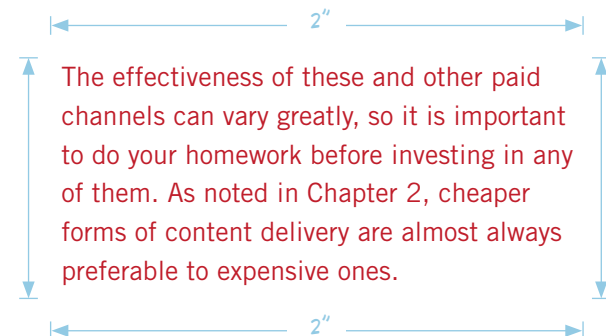 2"
The effectiveness of these and other paid
channels can vary greatly, so it is important
to do your homework before investing in any
of them. As noted in Chapter 2, cheaper
forms of content delivery are almost always
preferable to expensive ones.
2"